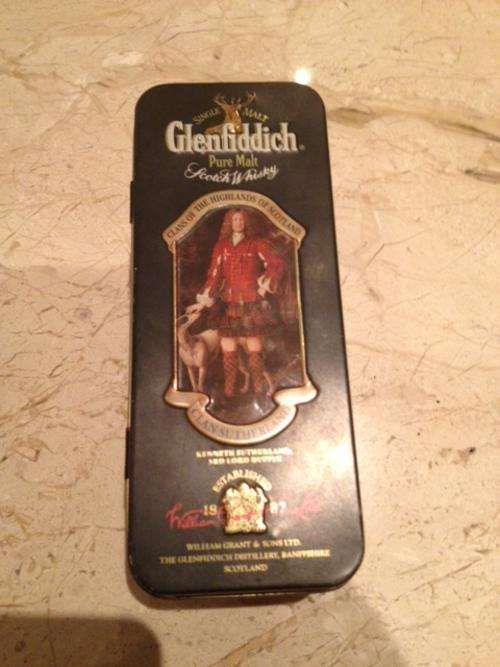 SINGLE MALT
Glenfiddich®
Pure Malt
Scotch Whisky
CLANS OF THE HIGHLANDS OF SCOTLAND
CLAN SUTHERLAND
KENNETH SUTHERLAND,
3RD LORD DUFFUS
ESTABLISHED
18 87
William
WILLIAM GRANT & SONS LTD.
THE GLENFIDDICH DISTILLERY, BANFFSHIRE
SCOTLAND